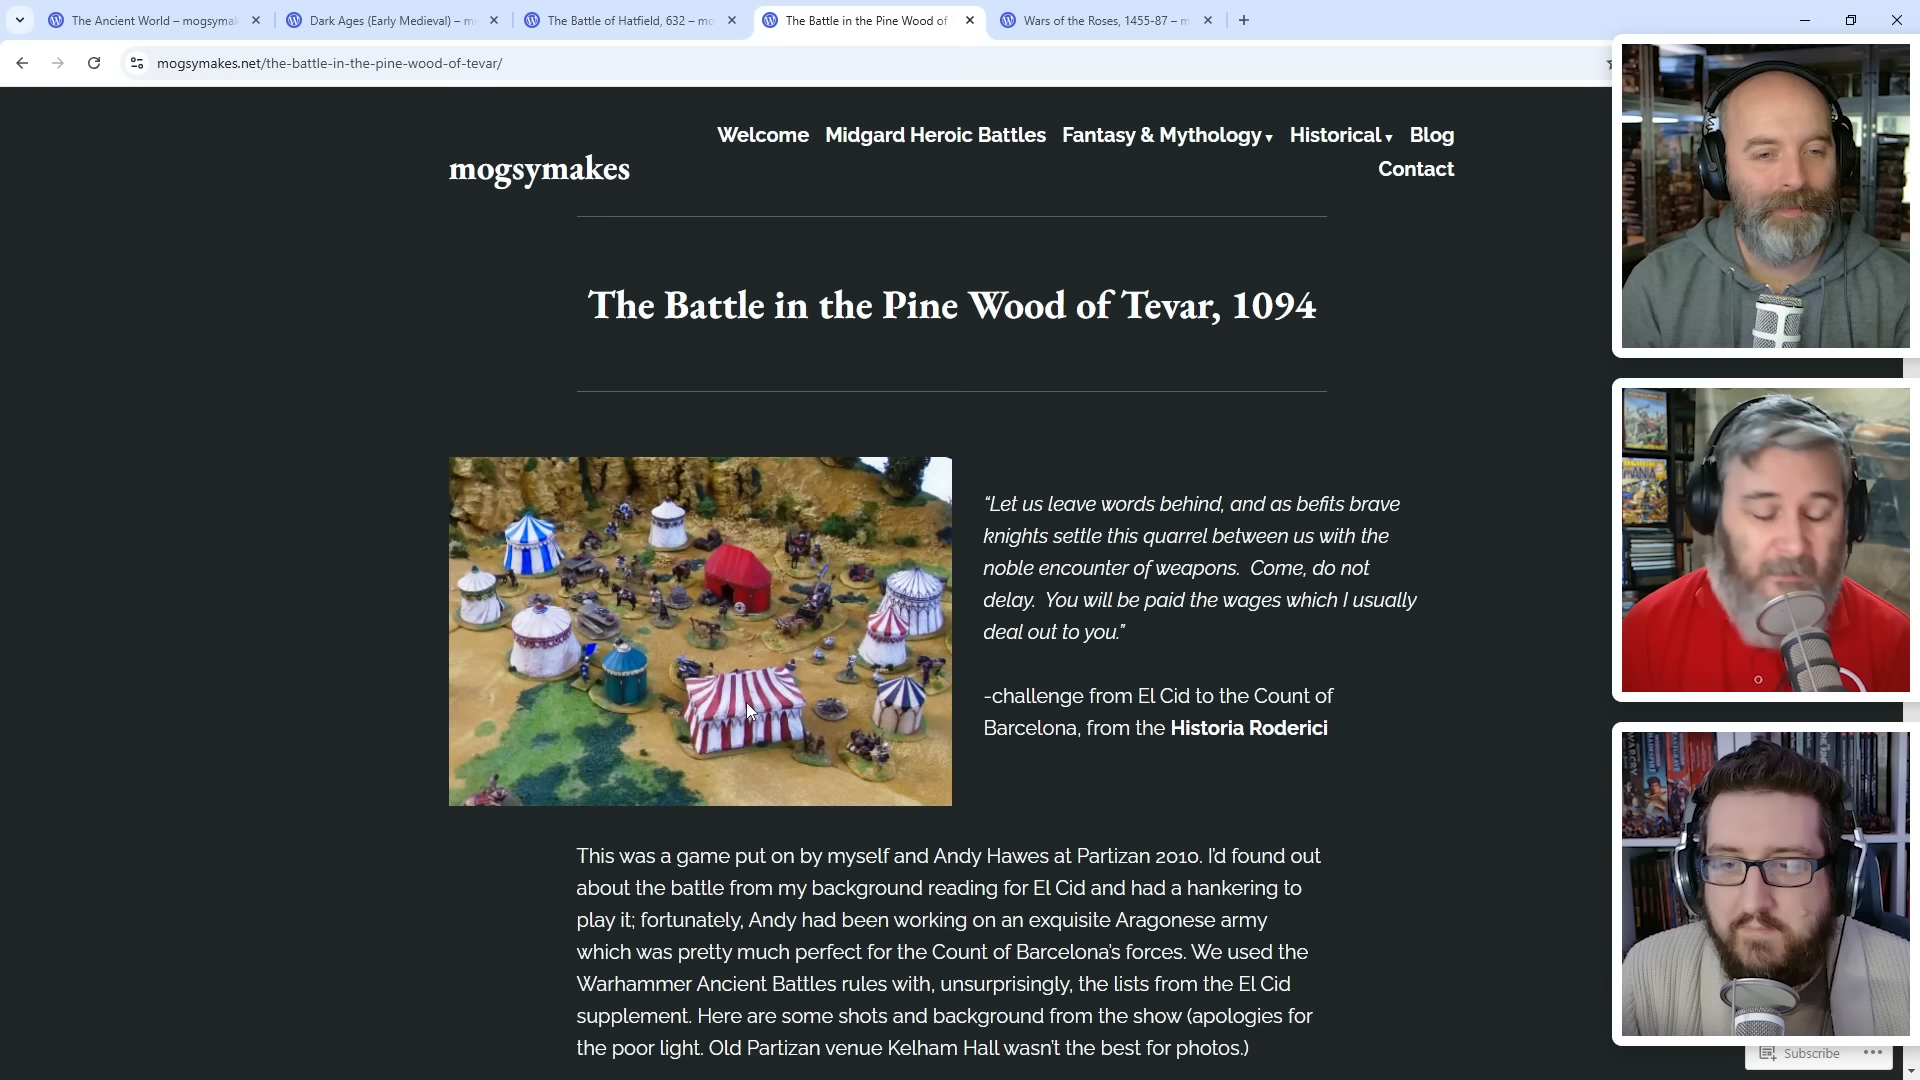 The Ancient World – mogsymak
Dark Ages (Early Medieval) – m
The Battle of Hatfield, 632 – mo
The Battle in the Pine Wood of
Wars of the Roses, 1455-87 – m
mogsymakes.net/the-battle-in-the-pine-wood-of-tevar/
Welcome Midgard Heroic Battles Fantasy & Mythology Historical Blog
Contact
mogsymakes
The Battle in the Pine Wood of Tevar, 1094
“Let us leave words behind, and as befits brave
knights settle this quarrel between us with the
noble encounter of weapons.  Come, do not
delay.  You will be paid the wages which I usually
deal out to you.”
-challenge from El Cid to the Count of
Barcelona, from the Historia Roderici
This was a game put on by myself and Andy Hawes at Partizan 2010. I’d found out
about the battle from my background reading for El Cid and had a hankering to
play it; fortunately, Andy had been working on an exquisite Aragonese army
which was pretty much perfect for the Count of Barcelona’s forces. We used the
Warhammer Ancient Battles rules with, unsurprisingly, the lists from the El Cid
supplement. Here are some shots and background from the show (apologies for
the poor light. Old Partizan venue Kelham Hall wasn’t the best for photos.)
Subscribe